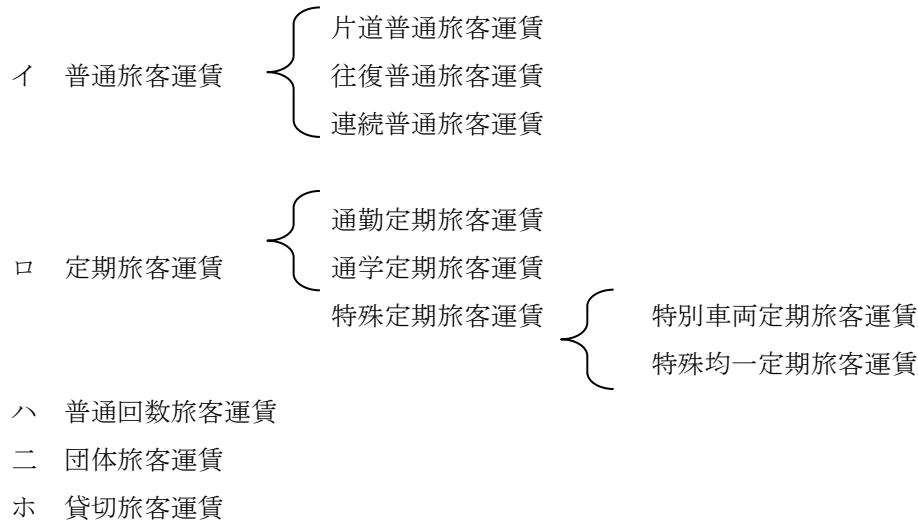 片道普通旅客運賃
イ 普通旅客運賃 往復普通旅客運賃
連続普通旅客運賃
通勤定期旅客運賃
ロ 定期旅客運賃 通学定期旅客運賃
特殊定期旅客運賃 特別車両定期旅客運賃
特殊均一定期旅客運賃
ハ 普通回数旅客運賃
ニ 団体旅客運賃
ホ 貸切旅客運賃